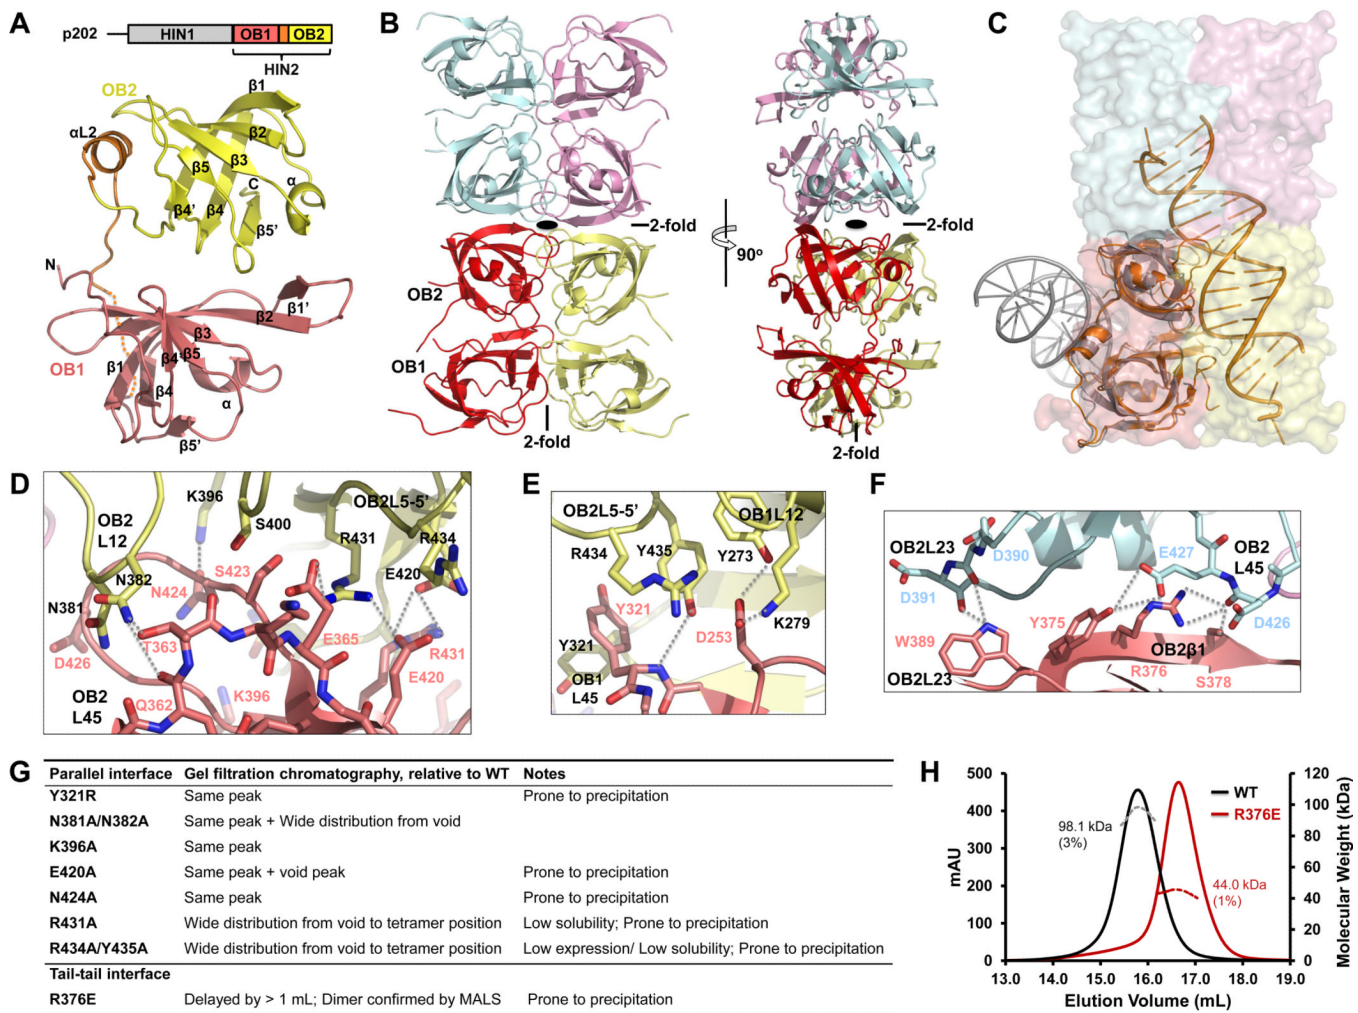 A
p202
HIN1
OB1
OB2
HIN2
OB2
β1
αL2
β2
β3
β5
C
α
β4'
β4
β5'
N
β1'
β2
β3
β4'
β5
β1
OB1
β4
α
β5'
B
2-fold
OB2
OB1
2-fold
90º
2-fold
2-fold
C
D
K396
OB2
L12
S400
OB2L5-5'
R431
R434
N382
S423
E420
N424
N381
T363
E365
R431
D426
E420
Q362
K396
OB2
L45
E
OB2L5-5'
OB1L12
R434
Y435
Y273
Y321
K279
Y321
D253
OB1
L45
F
OB2L23
D390
E427
OB2
L45
D391
Y375
D426
W389
OB2β1
OB2L23
R376
S378
G
Parallel interface Gel filtration chromatography, relative to WT Notes
Y321R Same peak Prone to precipitation
N381A/N382A Same peak + Wide distribution from void
K396A Same peak
E420A Same peak + void peak Prone to precipitation
N424A Same peak Prone to precipitation
R431A Wide distribution from void to tetramer position Low solubility; Prone to precipitation
R434A/Y435A Wide distribution from void to tetramer position Low expression/ Low solubility; Prone to precipitation
Tail-tail interface
R376E Delayed by > 1 mL; Dimer confirmed by MALS Prone to precipitation
H
500 120
WT
400 100
R376E
98.1 kDa
(3%)
80
300
60
200
44.0 kDa
(1%)
40
100
20
0 0
mAU
Molecular Weight (kDa)
13.0 15.0 16.0 17.0 18.0 19.0
Elution Volume (mL)